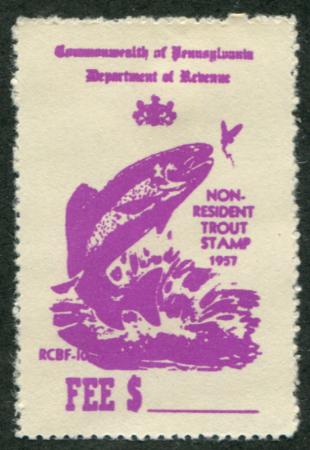 Commonwealth of Pennsylvania
Department of Revenue
NON-
RESIDENT
TROUT
STAMP
1957
RCBF-10
FEE $